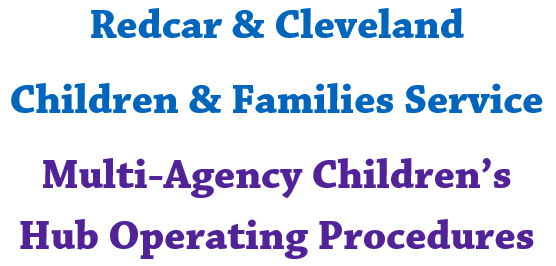 Redcar & Cleveland
Children & Families Service
Multi-Agency Children’s
Hub Operating Procedures